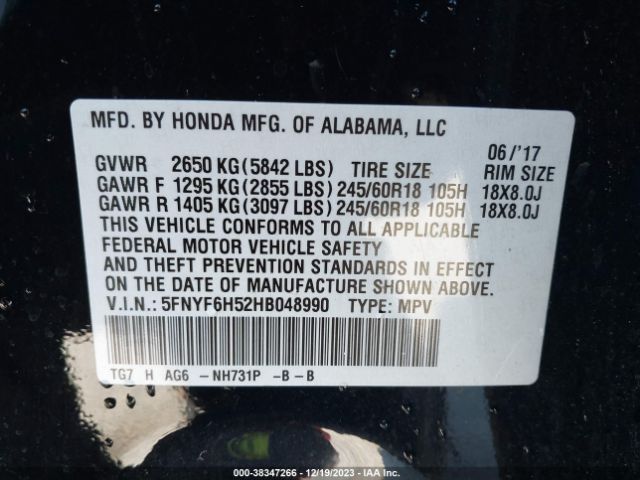 MFD. BY HONDA MFG. OF ALABAMA, LLC
06/'17
GVWR 2650 KG(5842 LBS) TIRE SIZE RIM SIZE
GAWR F 1295 KG(2855 LBS) 245/60R18 105H 18X8.0J
GAWR R 1405 KG(3097 LBS) 245/60R18 105H 18X8.0J
THIS VEHICLE CONFORMS TO ALL APPLICABLE
FEDERAL MOTOR VEHICLE SAFETY
AND THEFT PREVENTION STANDARDS IN EFFECT
ON THE DATE OF MANUFACTURE SHOWN ABOVE.
V.I.N.: 5FNYF6H52HB048990 TYPE: MPV
TG7 H AG6 -NH731P -B-B
000-38347266 - 12/19/2023 - IAA Inc.